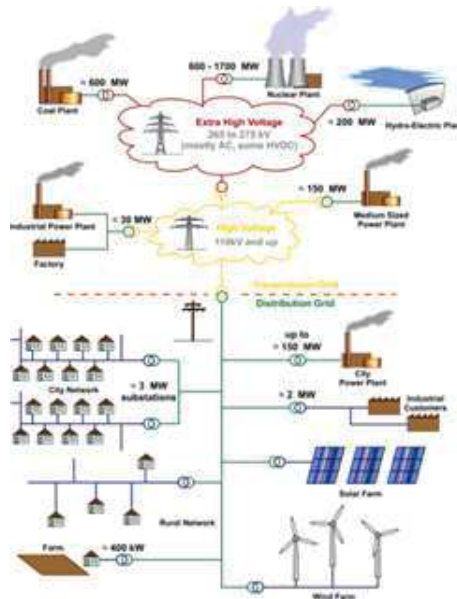 ≈ 600 MW
Coal Plant
600 - 1700 MW
Nuclear Plant
Extra High Voltage
265 to 275 kV
(mostly AC, some HVDC)
≈ 200 MW
Hydro-Electric Plant
≈ 150 MW
Industrial Power Plant
≈ 30 MW
High Voltage
110kV and up
Medium Sized
Power Plant
Factory
Transmission Grid
Distribution Grid
up to
≈ 150 MW
City
Power Plant
City Network
≈ 3 MW
substations
≈ 2 MW
Industrial
Customers
Solar Farm
Rural Network
Farm
≈ 400 kW
Wind Farm